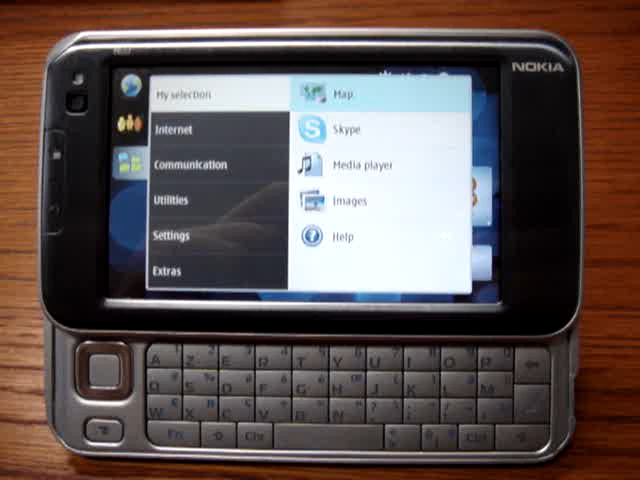 NOKIA
My selection
Internet
Communication
Utilities
Settings
Extras
Map
Skype
Media player
Images
Help
A Z E R T Y U I O P
Q S D F G H J K L
W X C V B N
Fn Chr Ctrl